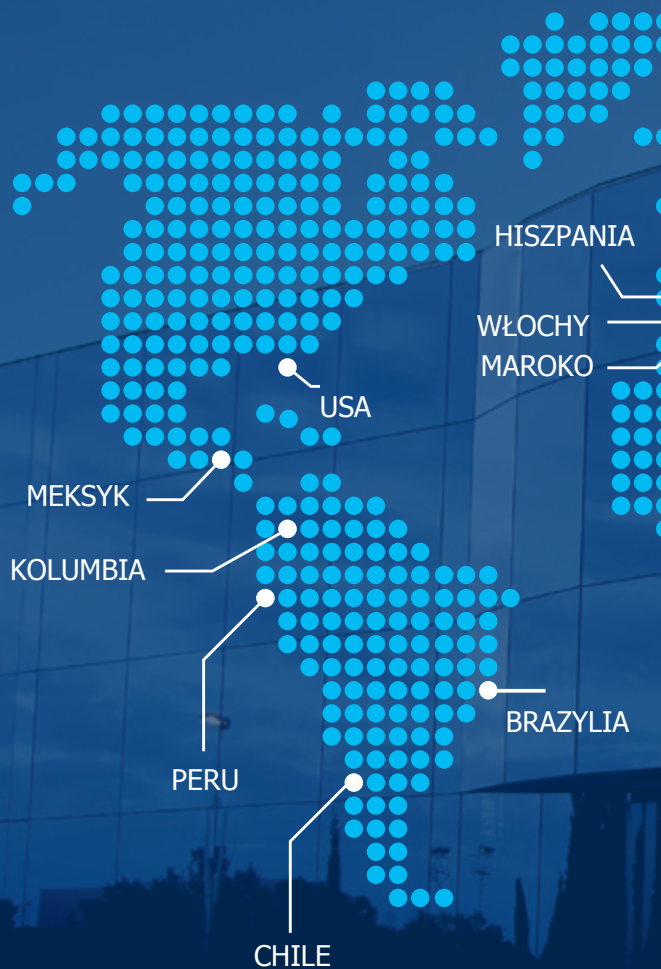 HISZPANIA
WŁOCHY
MAROKO
USA
MEKSYK
KOLUMBIA
BRAZYLIA
PERU
CHILE